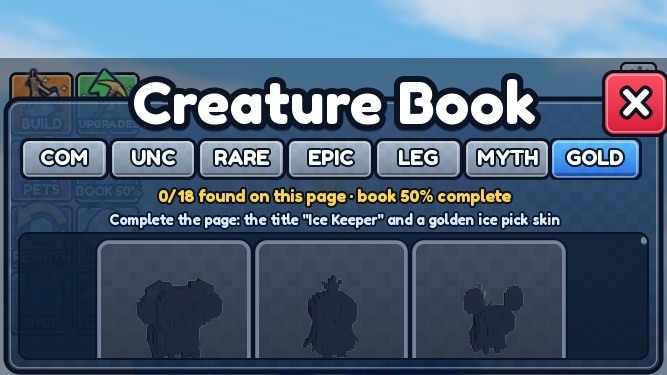 Creature Book
BUILD
UPGRADES
COM UNC RARE EPIC LEG MYTH GOLD
PETS
BOOK 50%
0/18 found on this page · book 50% complete
Complete the page: the title "Ice Keeper" and a golden ice pick skin
REBIRTH